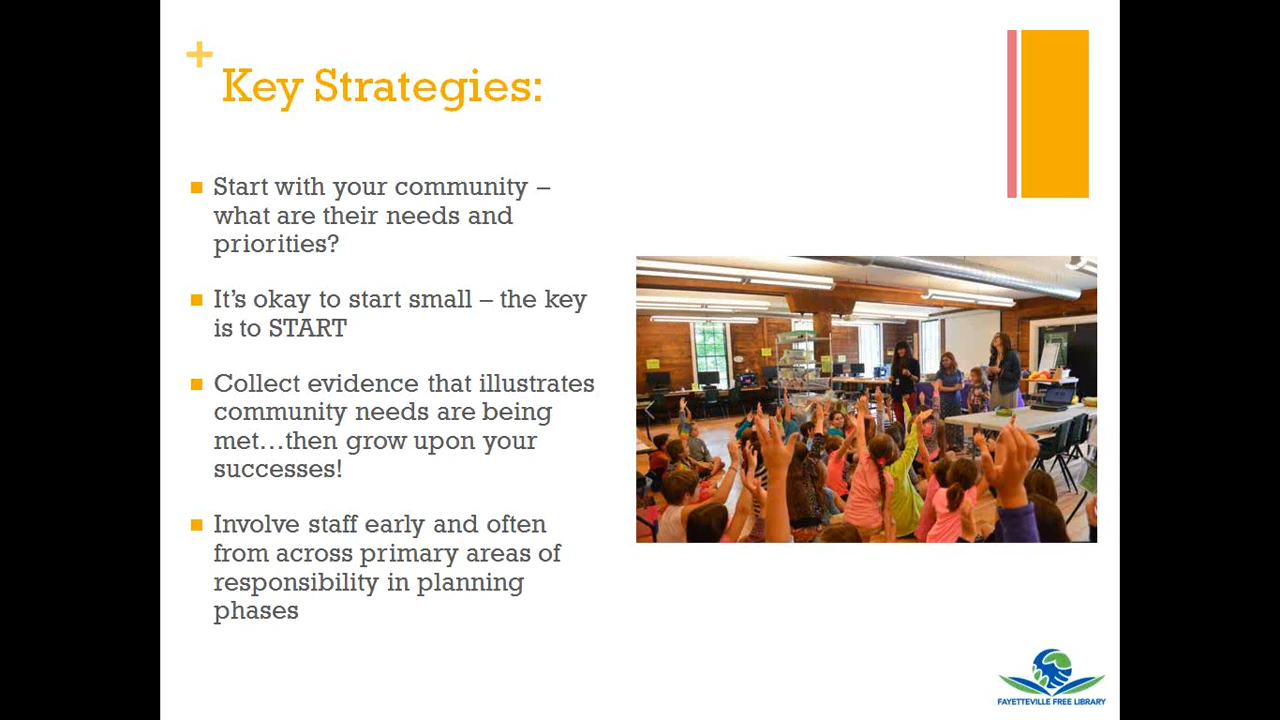 +
Key Strategies:
Start with your community –
what are their needs and
priorities?
It's okay to start small – the key
is to START
Collect evidence that illustrates
community needs are being
met…then grow upon your
successes!
Involve staff early and often
from across primary areas of
responsibility in planning
phases
FAYETTEVILLE FREE LIBRARY